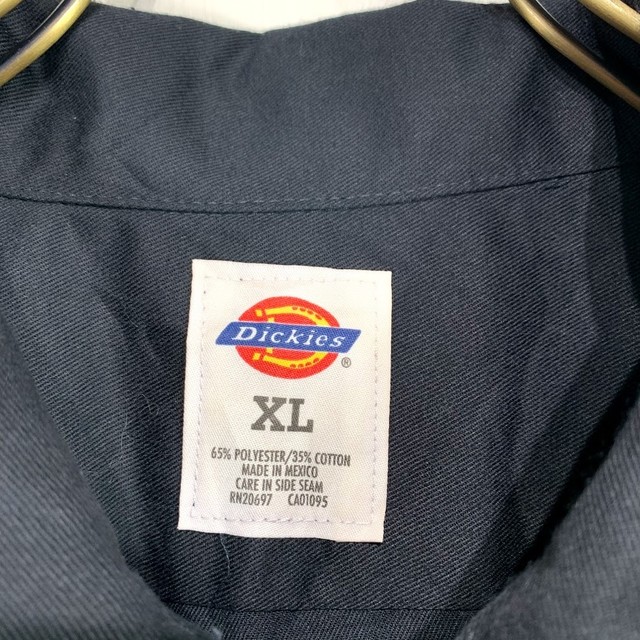 Dickies
®
XL
65% POLYESTER/35% COTTON
MADE IN MEXICO
CARE IN SIDE SEAM
RN20697 CA01095